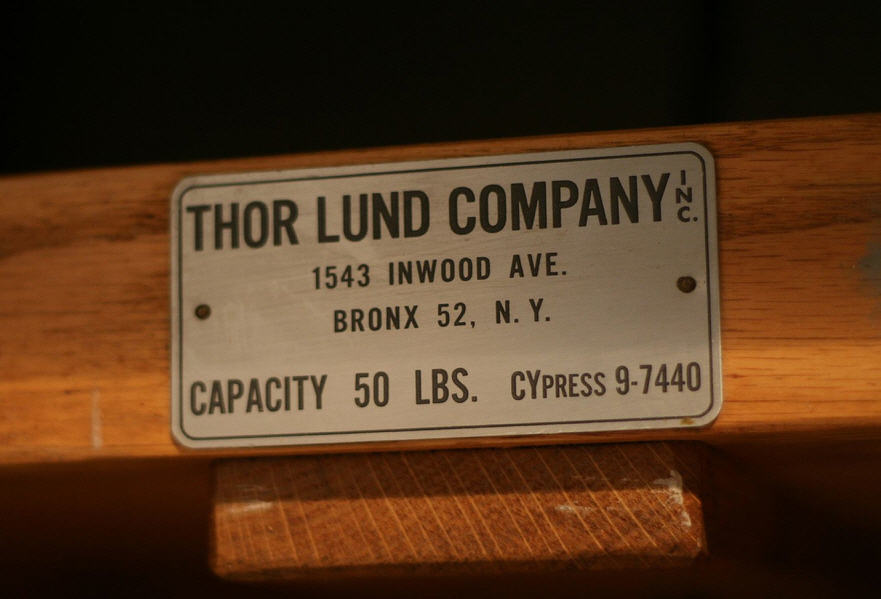 THOR LUND COMPANY INC.
1543 INWOOD AVE.
BRONX 52, N. Y.
CAPACITY 50 LBS. CYPRESS 9-7440